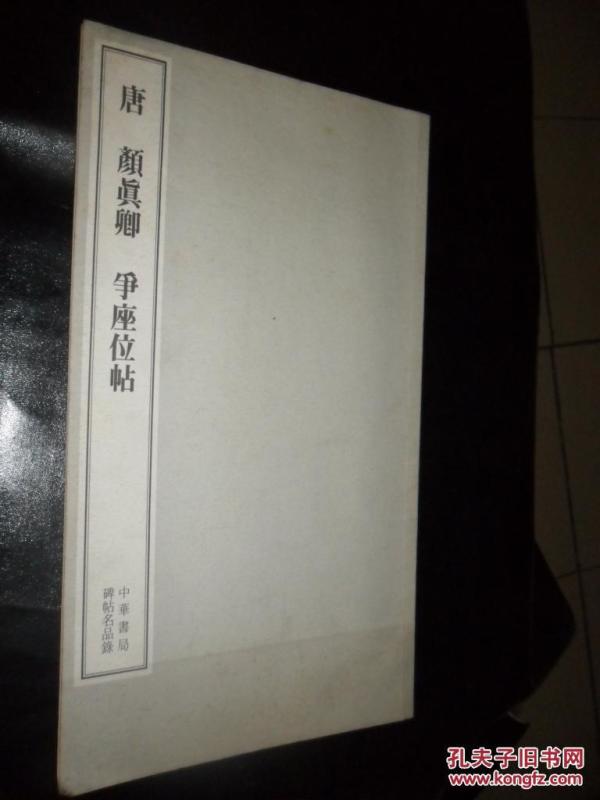 唐 顏眞卿 爭座位帖
中華書局
碑帖名品錄
孔夫子旧书网
www.kongfz.com